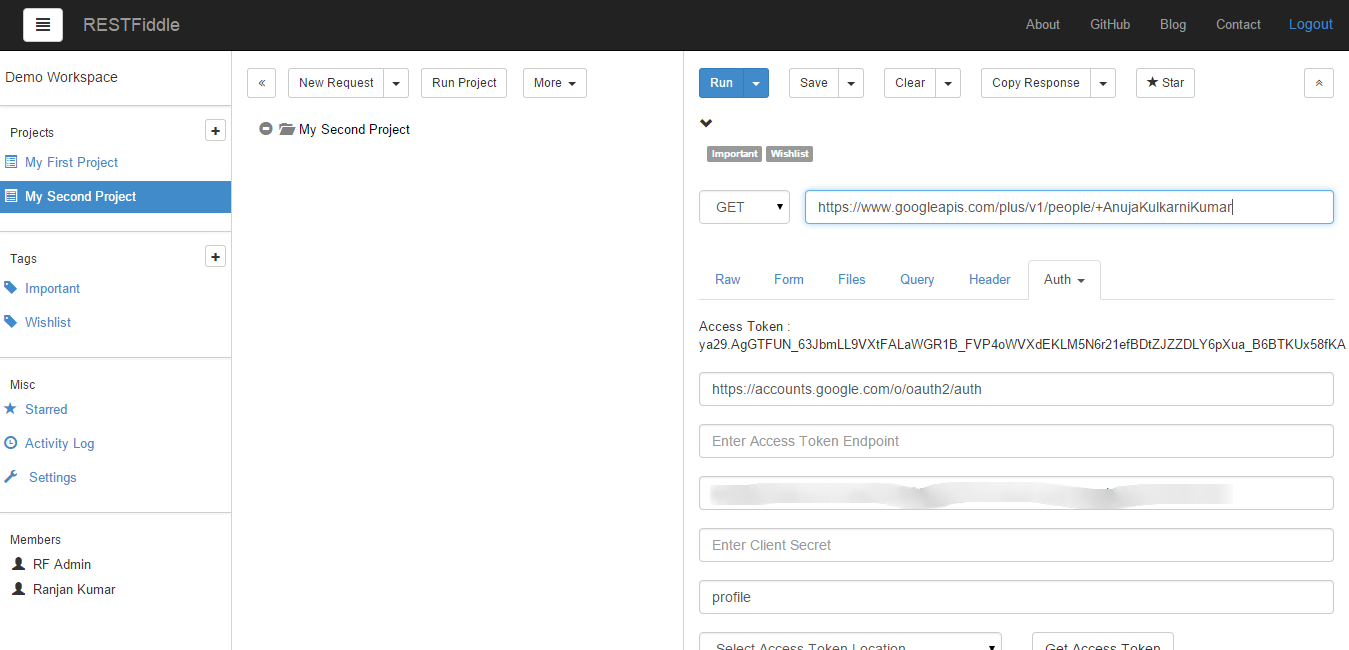 RESTFiddle
About GitHub Blog Contact Logout
Demo Workspace
Projects
+
My First Project
My Second Project
Tags
+
Important
Wishlist
Misc
Starred
Activity Log
Settings
Members
RF Admin
Ranjan Kumar
« New Request Run Project More
My Second Project
Run Save Clear Copy Response Star
Important Wishlist
GET https://www.googleapis.com/plus/v1/people/+AnujaKulkarniKumar
Raw Form Files Query Header Auth
Access Token :
ya29.AgGTFUN_63JbmLL9VXtFALaWGR1B_FVP4oWVXdEKLM5N6r21efBDtZJZZDLY6pXua_B6BTKUx58fKA
https://accounts.google.com/o/oauth2/auth
Enter Access Token Endpoint
Enter Client Secret
profile
Select Access Token Location Get Access Token